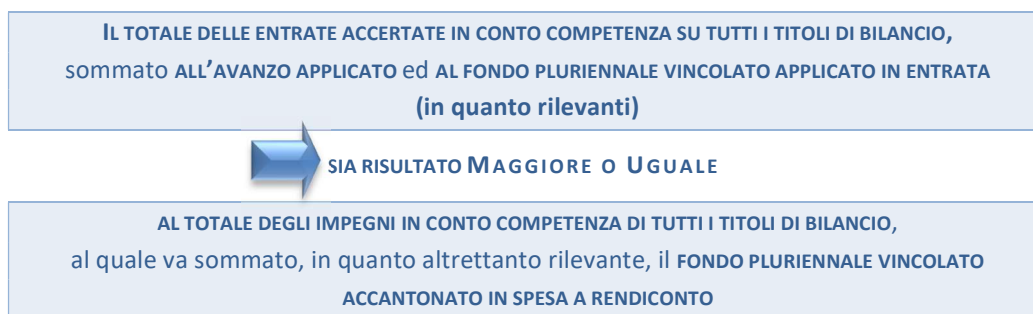 IL TOTALE DELLE ENTRATE ACCERTATE IN CONTO COMPETENZA SU TUTTI I TITOLI DI BILANCIO,
sommato ALL'AVANZO APPLICATO ed AL FONDO PLURIENNALE VINCOLATO APPLICATO IN ENTRATA
(in quanto rilevanti)
SIA RISULTATO MAGGIORE O UGUALE
AL TOTALE DEGLI IMPEGNI IN CONTO COMPETENZA DI TUTTI I TITOLI DI BILANCIO,
al quale va sommato, in quanto altrettanto rilevante, il FONDO PLURIENNALE VINCOLATO
ACCANTONATO IN SPESA A RENDICONTO